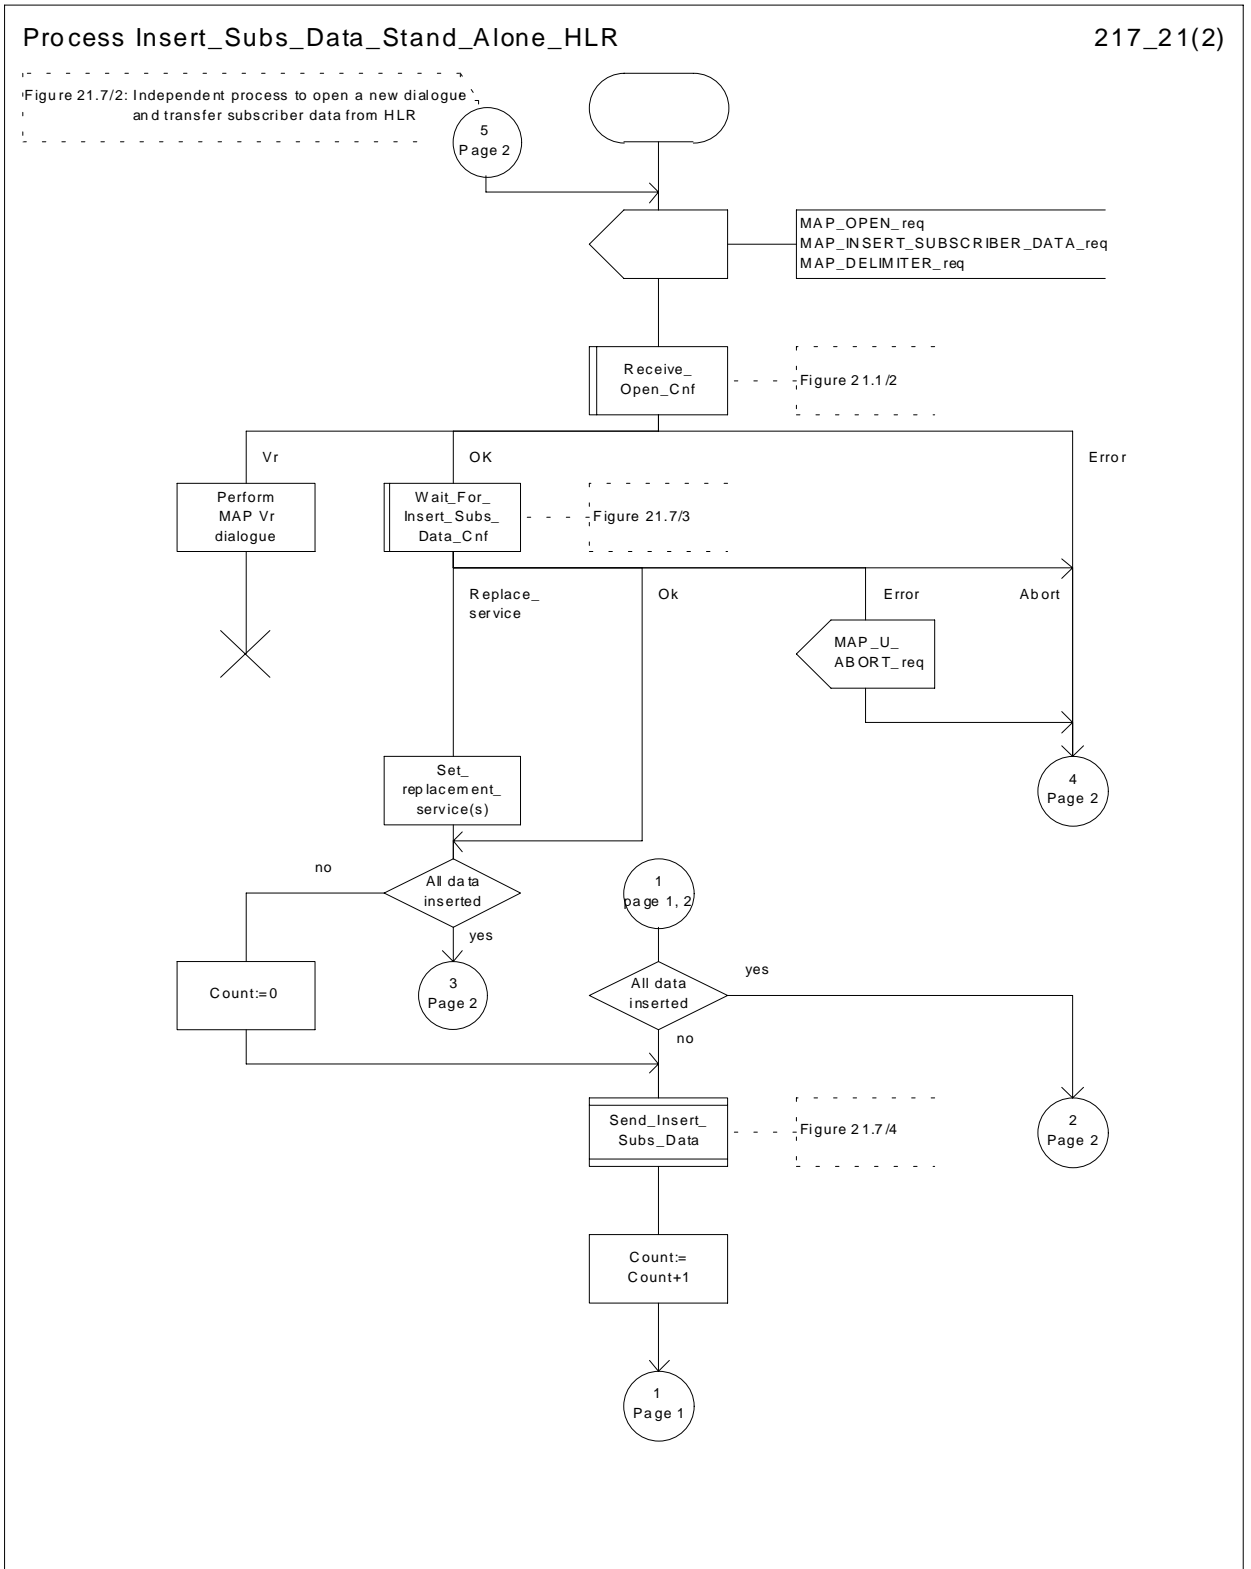 Process Insert_Subs_Data_Stand_Alone_HLR
217_21(2)
Figure 21.7/2: Independent process to open a new dialogue
and transfer subscriber data from HLR
5
Page 2
MAP_OPEN_req
MAP_INSERT_SUBSCRIBER_DATA_req
MAP_DELIMITER_req
Receive_
Open_Cnf
Figure 21.1/2
Vr
OK
Error
Perform
MAP Vr
dialogue
Wait_For_
Insert_Subs_
Data_Cnf
Figure 21.7/3
Replace_
service
Ok
Error
Abort
MAP_U_
ABORT_req
Set_
replacement_
service(s)
4
Page 2
no
All data
inserted
yes
1
page 1, 2
Count:=0
3
Page 2
All data
inserted
yes
no
Send_Insert_
Subs_Data
Figure 21.7/4
2
Page 2
Count:=
Count+1
1
Page 1